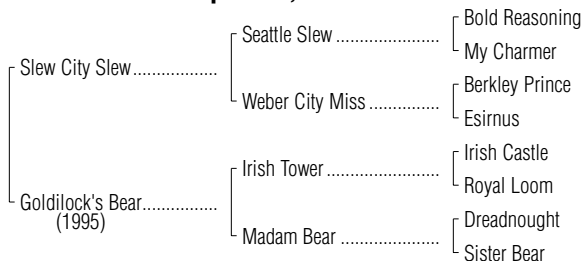 Bold Reasoning
Seattle Slew ....................
My Charmer
Slew City Slew.................
Berkley Prince
Weber City Miss ..............
Esirnus
Irish Castle
Irish Tower ......................
Royal Loom
Goldilock's Bear...............
(1995)
Dreadnought
Madam Bear ...................
Sister Bear